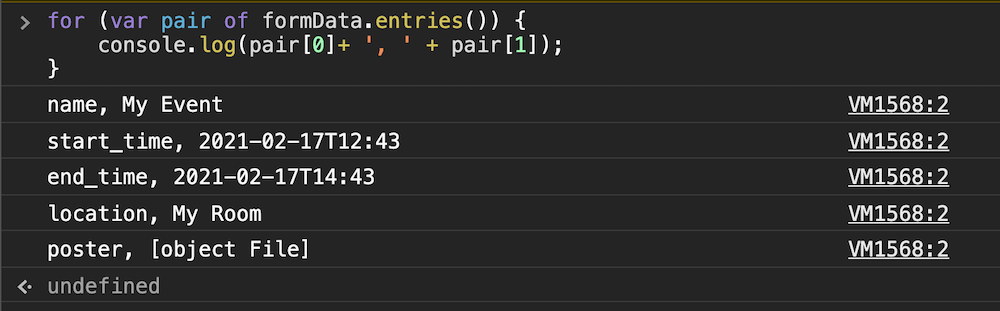 for (var pair of formData.entries()) {
    console.log(pair[0]+ ', ' + pair[1]);
}
name, My Event VM1568:2
start_time, 2021-02-17T12:43 VM1568:2
end_time, 2021-02-17T14:43 VM1568:2
location, My Room VM1568:2
poster, [object File] VM1568:2
undefined